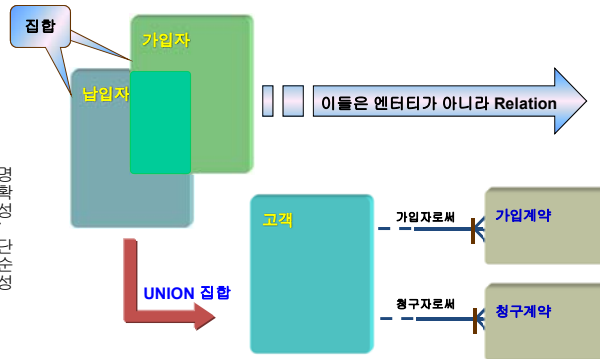 집합
가입자
납입자
이들은 엔터티가 아니라 Relation
명확성·단순성
고객
가입자로써
가입계약
UNION 집합
청구자로써
청구계약